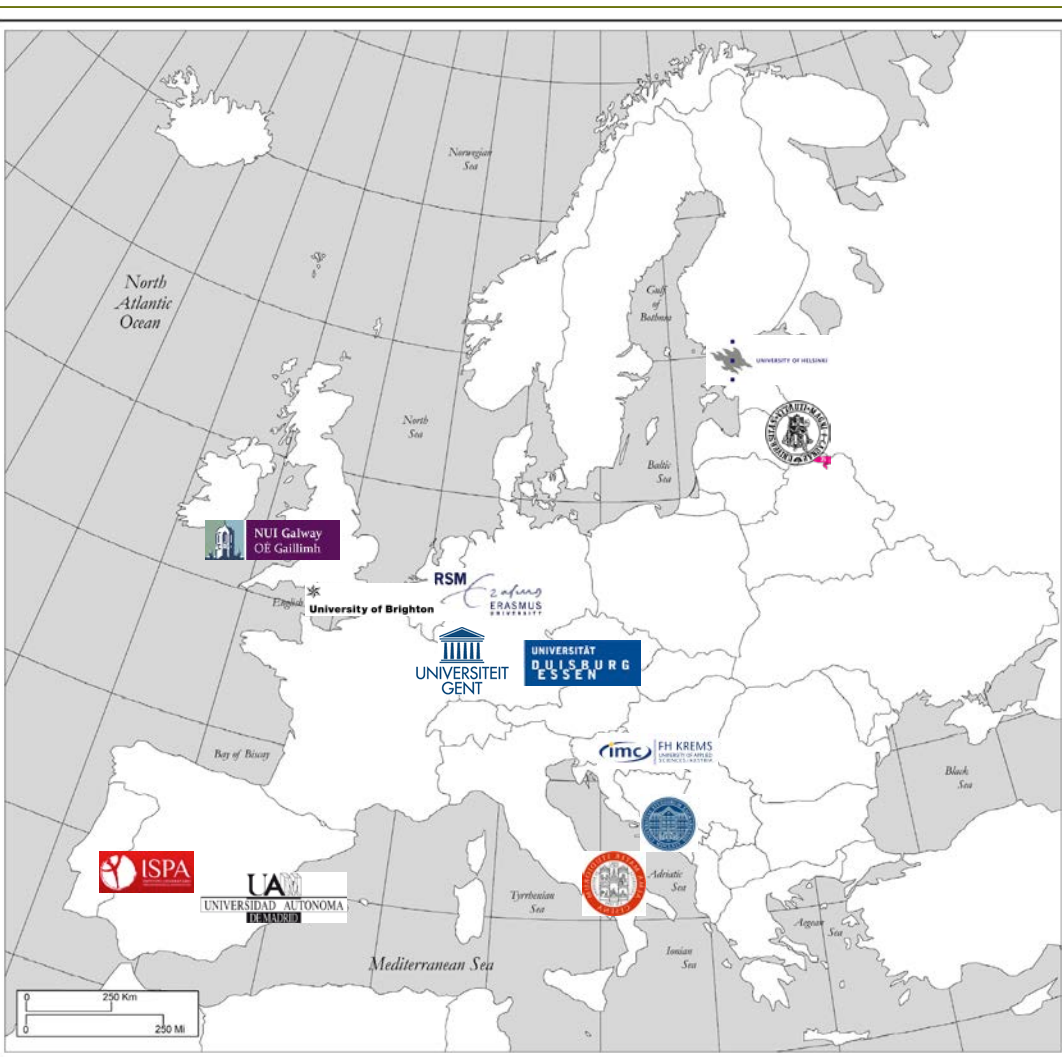 Norwegian
Sea
North
Atlantic
Ocean
Gulf
of
Bothnia
UNIVERSITY OF HELSINKI
North
Sea
Baltic
Sea
NUI Galway
OÉ Gaillimh
English
University of Brighton
RSM
Erasmus
ERASMUS
UNIVERSITY
UNIVERSITEIT
GENT
UNIVERSITÄT
DUISBURG
ESSEN
imc
FH KREMS
UNIVERSITY OF APPLIED
SCIENCES / AUSTRIA
Bay of Biscay
Black
Sea
ISPA
UAM
UNIVERSIDAD AUTONOMA
DE MADRID
Adriatic
Sea
Tyrrhenian
Sea
Aegean
Sea
Ionian
Sea
Mediterranean Sea
0 250 Km
0 250 Mi